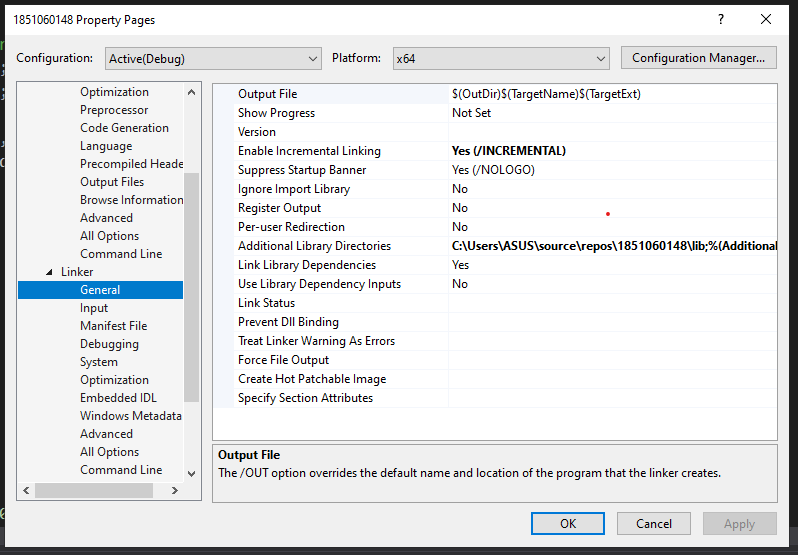 1851060148 Property Pages
Configuration: Active(Debug) Platform: x64 Configuration Manager...
Optimization
Preprocessor
Code Generation
Language
Precompiled Heade
Output Files
Browse Information
Advanced
All Options
Command Line
Linker
General
Input
Manifest File
Debugging
System
Optimization
Embedded IDL
Windows Metadata
Advanced
All Options
Command Line
Output File $(OutDir)$(TargetName)$(TargetExt)
Show Progress Not Set
Version
Enable Incremental Linking Yes (/INCREMENTAL)
Suppress Startup Banner Yes (/NOLOGO)
Ignore Import Library No
Register Output No
Per-user Redirection No
Additional Library Directories C:\Users\ASUS\source\repos\1851060148\lib;%(Additional
Link Library Dependencies Yes
Use Library Dependency Inputs No
Link Status
Prevent Dll Binding
Treat Linker Warning As Errors
Force File Output
Create Hot Patchable Image
Specify Section Attributes
Output File
The /OUT option overrides the default name and location of the program that the linker creates.
OK Cancel Apply